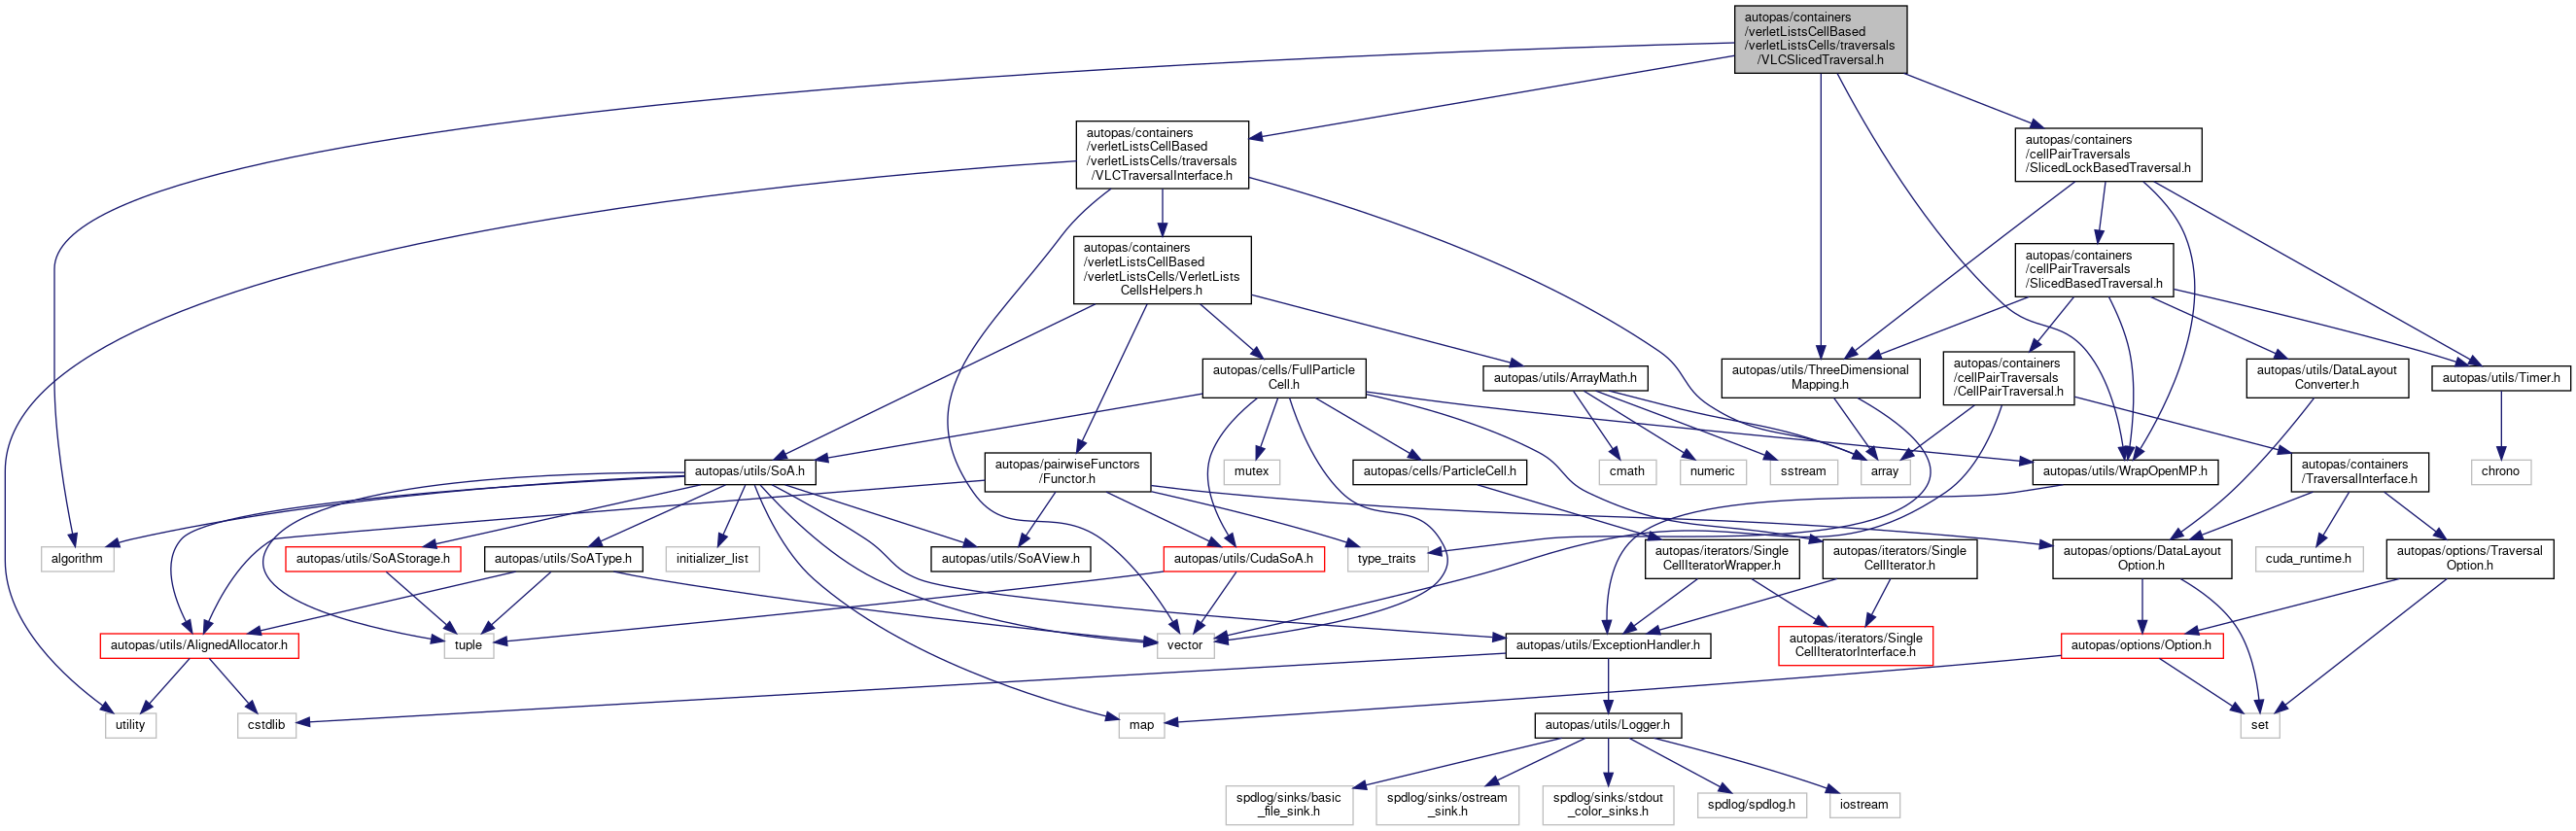 autopas/containers
/verletListsCellBased
/verletListsCells/traversals
/VLCSlicedTraversal.h
autopas/containers
/verletListsCellBased
/verletListsCells/traversals
/VLCTraversalInterface.h
autopas/containers
/cellPairTraversals
/SlicedLockBasedTraversal.h
autopas/containers
/verletListsCellBased
/verletListsCells/VerletLists
CellsHelpers.h
autopas/containers
/cellPairTraversals
/SlicedBasedTraversal.h
autopas/cells/FullParticle
Cell.h
autopas/utils/ArrayMath.h
autopas/utils/ThreeDimensional
Mapping.h
autopas/containers
/cellPairTraversals
/CellPairTraversal.h
autopas/utils/DataLayout
Converter.h
autopas/utils/Timer.h
autopas/utils/SoA.h
autopas/pairwiseFunctors
/Functor.h
mutex
autopas/cells/ParticleCell.h
cmath
numeric
sstream
array
autopas/utils/WrapOpenMP.h
autopas/containers
/TraversalInterface.h
chrono
algorithm
autopas/utils/SoAStorage.h
autopas/utils/SoAType.h
initializer_list
autopas/utils/SoAView.h
autopas/utils/CudaSoA.h
type_traits
autopas/iterators/Single
CellIteratorWrapper.h
autopas/iterators/Single
CellIterator.h
autopas/options/DataLayout
Option.h
cuda_runtime.h
autopas/options/Traversal
Option.h
autopas/utils/AlignedAllocator.h
tuple
vector
autopas/utils/ExceptionHandler.h
autopas/iterators/Single
CellIteratorInterface.h
autopas/options/Option.h
utility
cstdlib
map
autopas/utils/Logger.h
set
spdlog/sinks/basic
_file_sink.h
spdlog/sinks/ostream
_sink.h
spdlog/sinks/stdout
_color_sinks.h
spdlog/spdlog.h
iostream